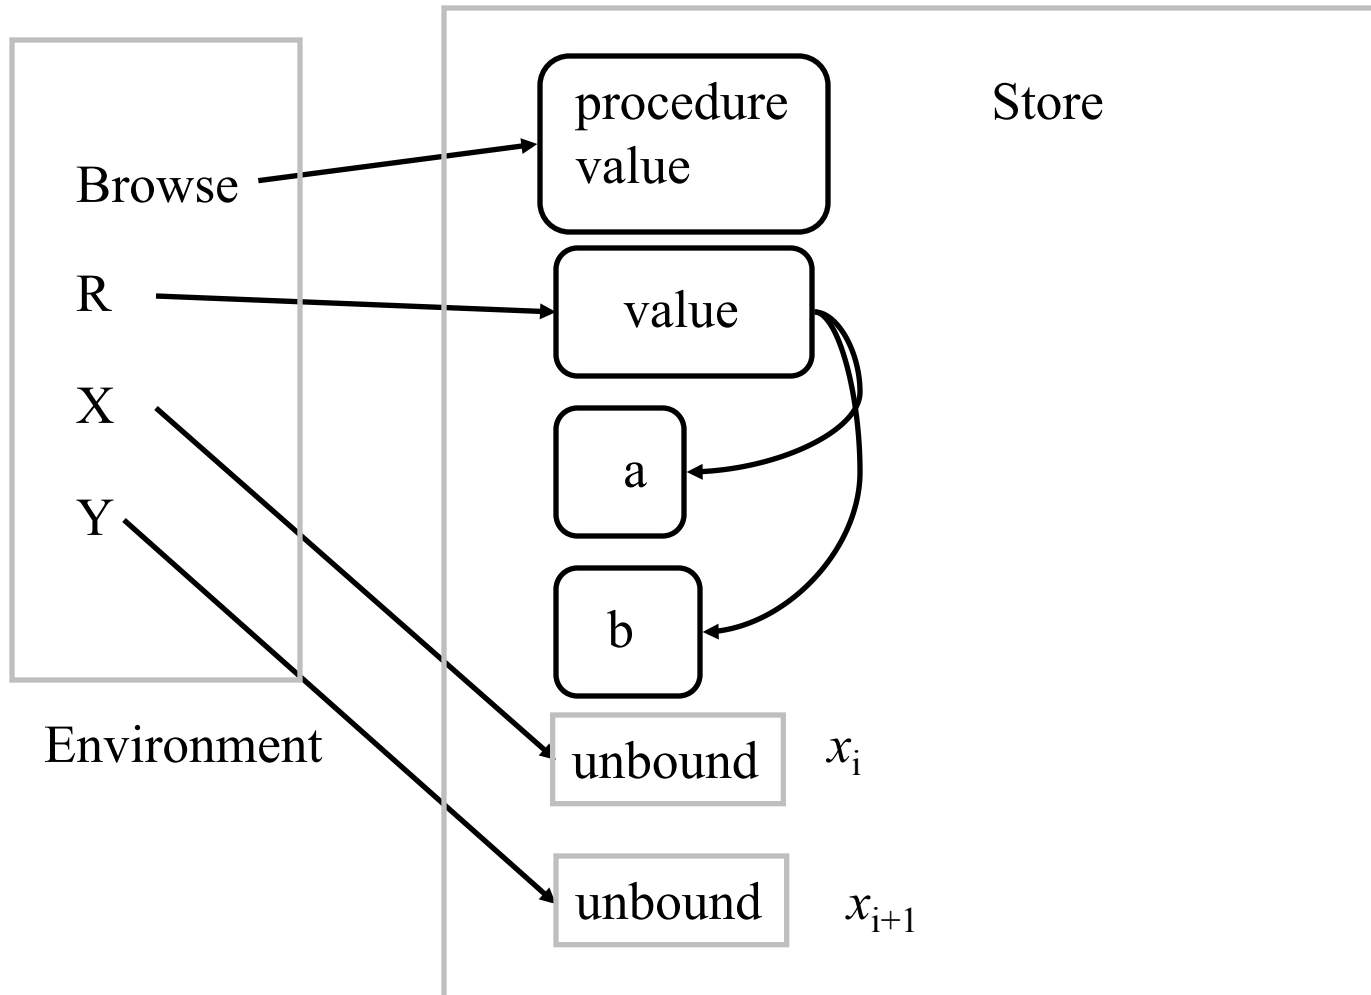 procedure
value
Store
Browse
R
value
X
a
Y
b
Environment
unbound
xi
unbound
xi+1